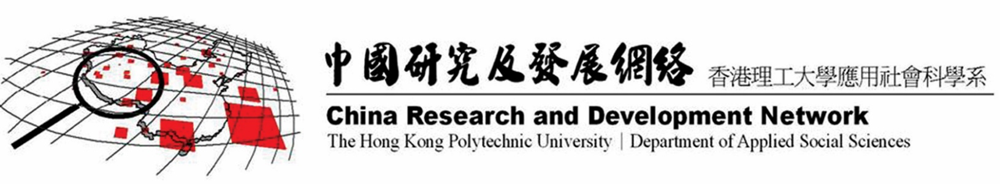 中國研究及發展網絡 香港理工大學應用社會科學系
China Research and Development Network
The Hong Kong Polytechnic University | Department of Applied Social Sciences